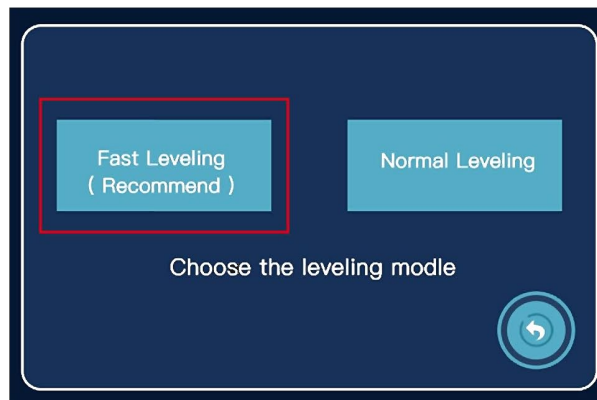 Fast Leveling
( Recommend )
Normal Leveling
Choose the leveling modle